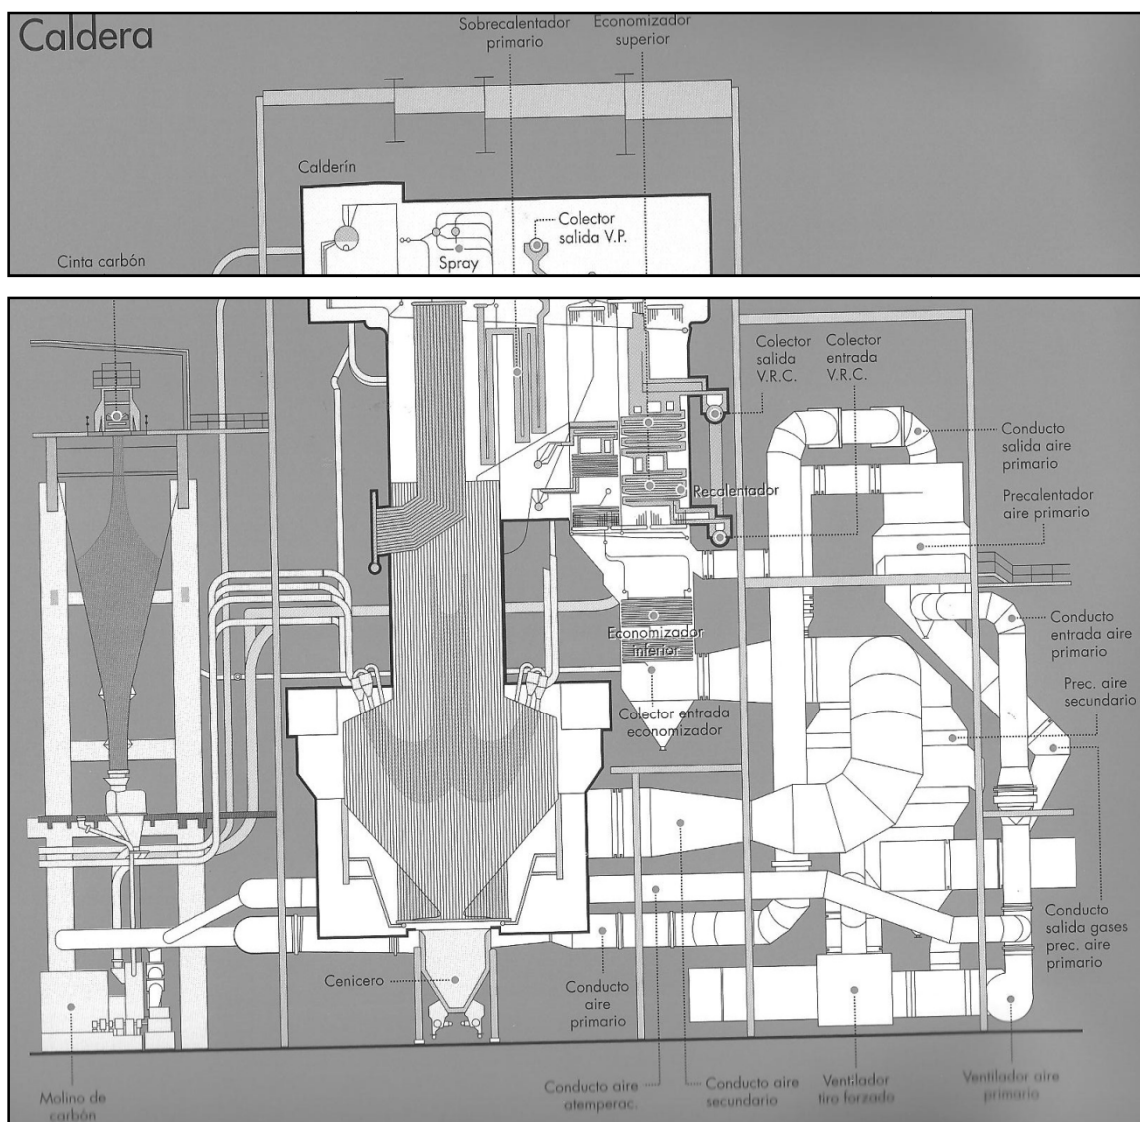 Caldera
Sobrecalentador
primario
Economizador
superior
Calderín
Colector
salida V.P.
Spray
Cinta carbón
Colector
salida
V.R.C.
Colector
entrada
V.R.C.
Conducto
salida aire
primario
Recalentador
Precalentador
aire primario
Economizador
inferior
Conducto
entrada aire
primario
Prec. aire
secundario
Colector entrada
economizador
Conducto
salida gases
prec. aire
primario
Cenicero
Conducto
aire
primario
Molino de
carbón
Conducto aire
atemperac.
Conducto aire
secundario
Ventilador
tiro forzado
Ventilador aire
primario